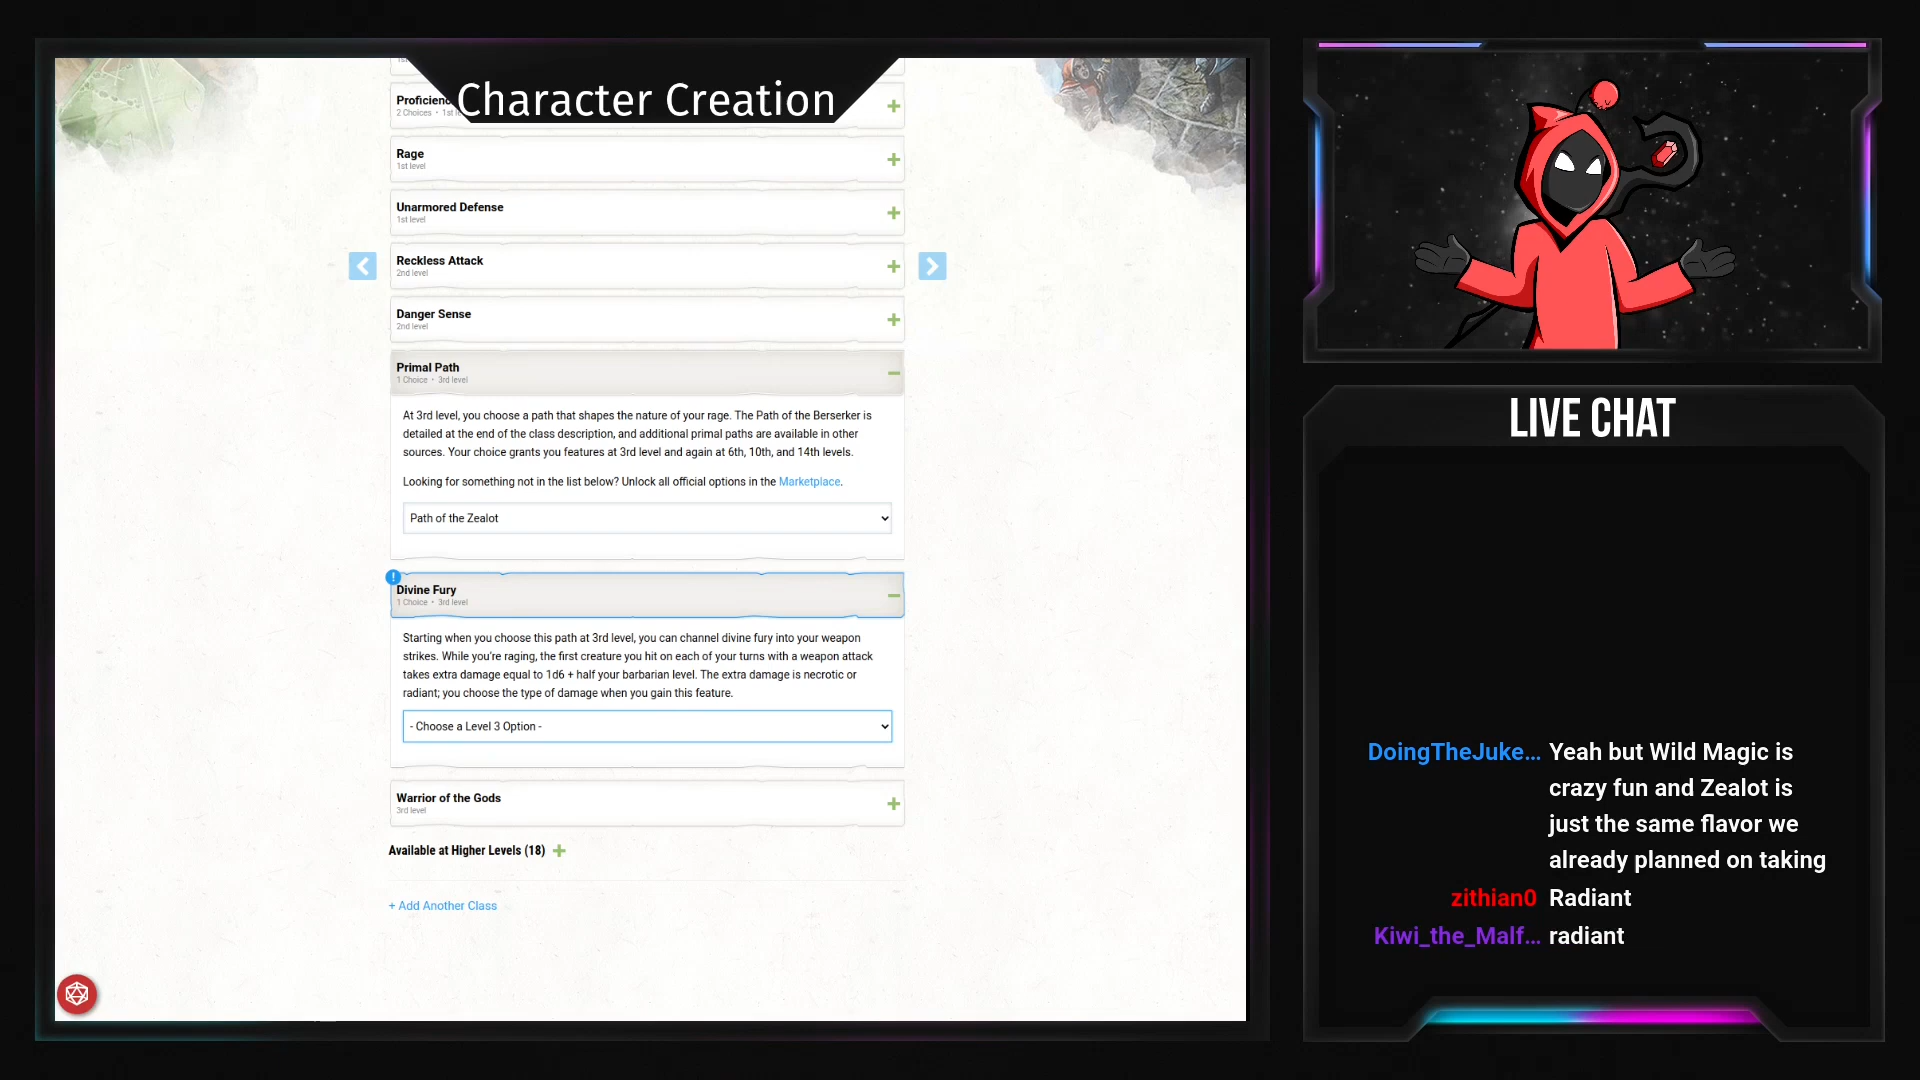 Character Creation
Proficienc
2 Choices • 1st le
Rage
1st level
Unarmored Defense
1st level
Reckless Attack
2nd level
Danger Sense
2nd level
Primal Path
1 Choice • 3rd level
At 3rd level, you choose a path that shapes the nature of your rage. The Path of the Berserker is
detailed at the end of the class description, and additional primal paths are available in other
sources. Your choice grants you features at 3rd level and again at 6th, 10th, and 14th levels.
Looking for something not in the list below? Unlock all official options in the Marketplace.
Path of the Zealot
!
Divine Fury
1 Choice • 3rd level
Starting when you choose this path at 3rd level, you can channel divine fury into your weapon
strikes. While you're raging, the first creature you hit on each of your turns with a weapon attack
takes extra damage equal to 1d6 + half your barbarian level. The extra damage is necrotic or
radiant; you choose the type of damage when you gain this feature.
- Choose a Level 3 Option -
Warrior of the Gods
3rd level
Available at Higher Levels (18)
+ Add Another Class
LIVE CHAT
DoingTheJuke... Yeah but Wild Magic is
crazy fun and Zealot is
just the same flavor we
already planned on taking
zithian0 Radiant
Kiwi_the_Malf... radiant